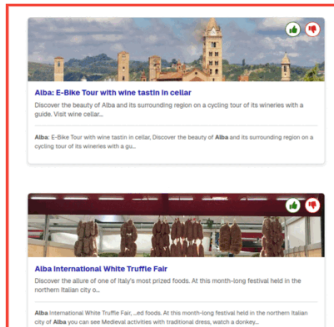 Alba: E-Bike Tour with wine tastin in cellar
Discover the beauty of Alba and its surrounding region on a cycling tour of its wineries with a
guide. Visit wine cellar...
Alba: E-Bike Tour with wine tastin in cellar, Discover the beauty of Alba and its surrounding region on a
cycling tour of its wineries with a gu...
Alba International White Truffle Fair
Discover the allure of one of Italy's most prized foods. At this month-long festival held in the
northern Italian city o...
Alba International White Truffle Fair, ...ed foods. At this month-long festival held in the northern Italian
city of Alba you can see Medieval activities with traditional dress, watch a donkey...